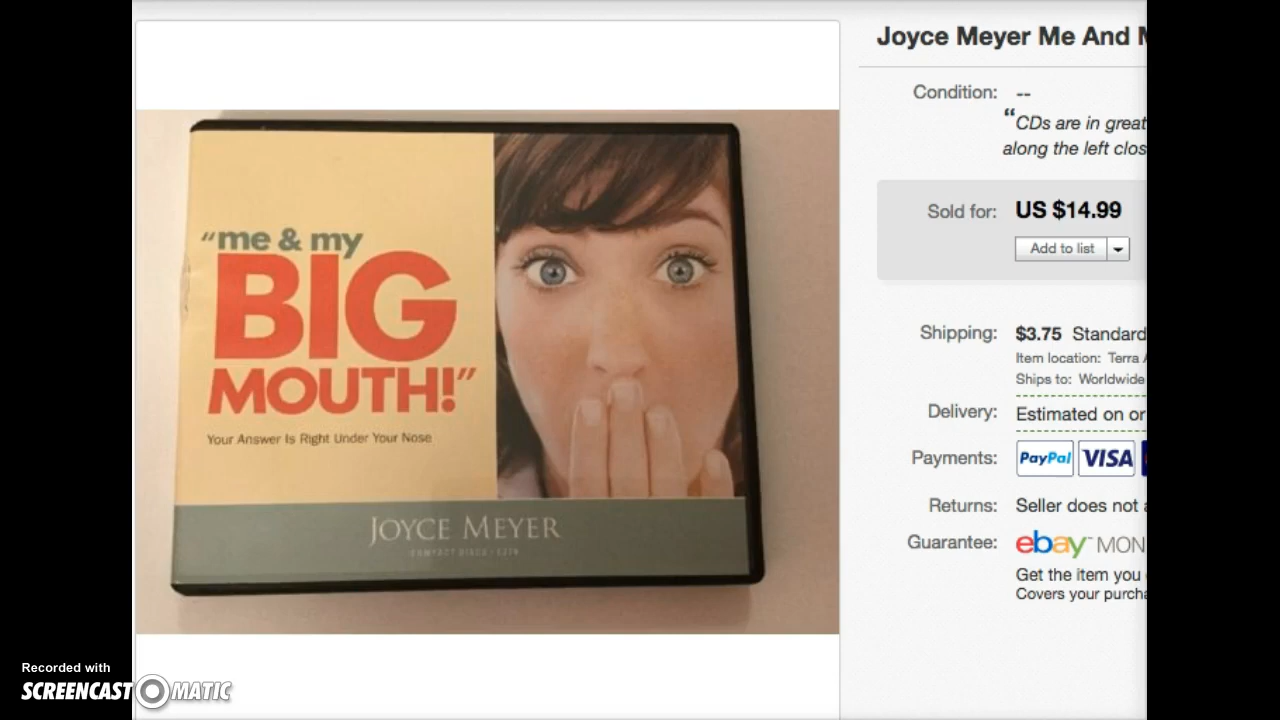 "me & my
BIG
MOUTH!"
Your Answer Is Right Under Your Nose
JOYCE MEYER
Joyce Meyer Me And
Condition: --
"CDs are in great
along the left clos
Sold for: US $14.99
Add to list
Shipping: $3.75 Standard
Item location: Terra
Ships to: Worldwide
Delivery: Estimated on or
Payments: PayPal VISA
Returns: Seller does not
Guarantee: ebay MON
Get the item you
Covers your purcha
Recorded with
SCREENCAST O MATIC